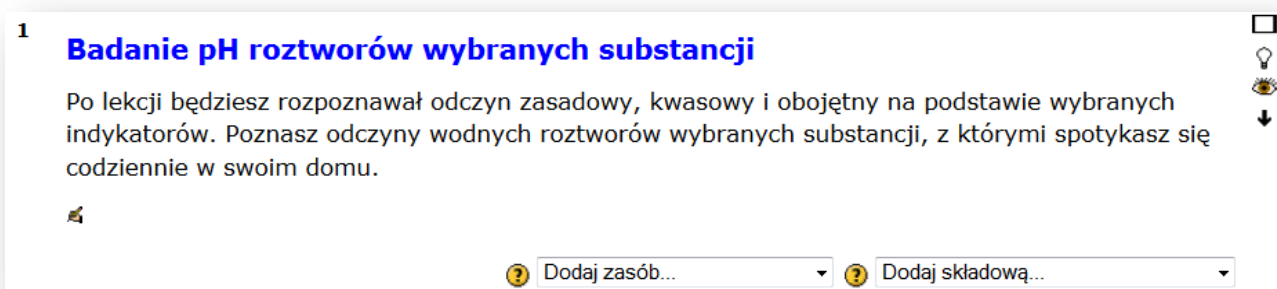 1
Badanie pH roztworów wybranych substancji
Po lekcji będziesz rozpoznawał odczyn zasadowy, kwasowy i obojętny na podstawie wybranych
indykatorów. Poznasz odczyny wodnych roztworów wybranych substancji, z którymi spotykasz się
codziennie w swoim domu.
? Dodaj zasób... ? Dodaj składową...